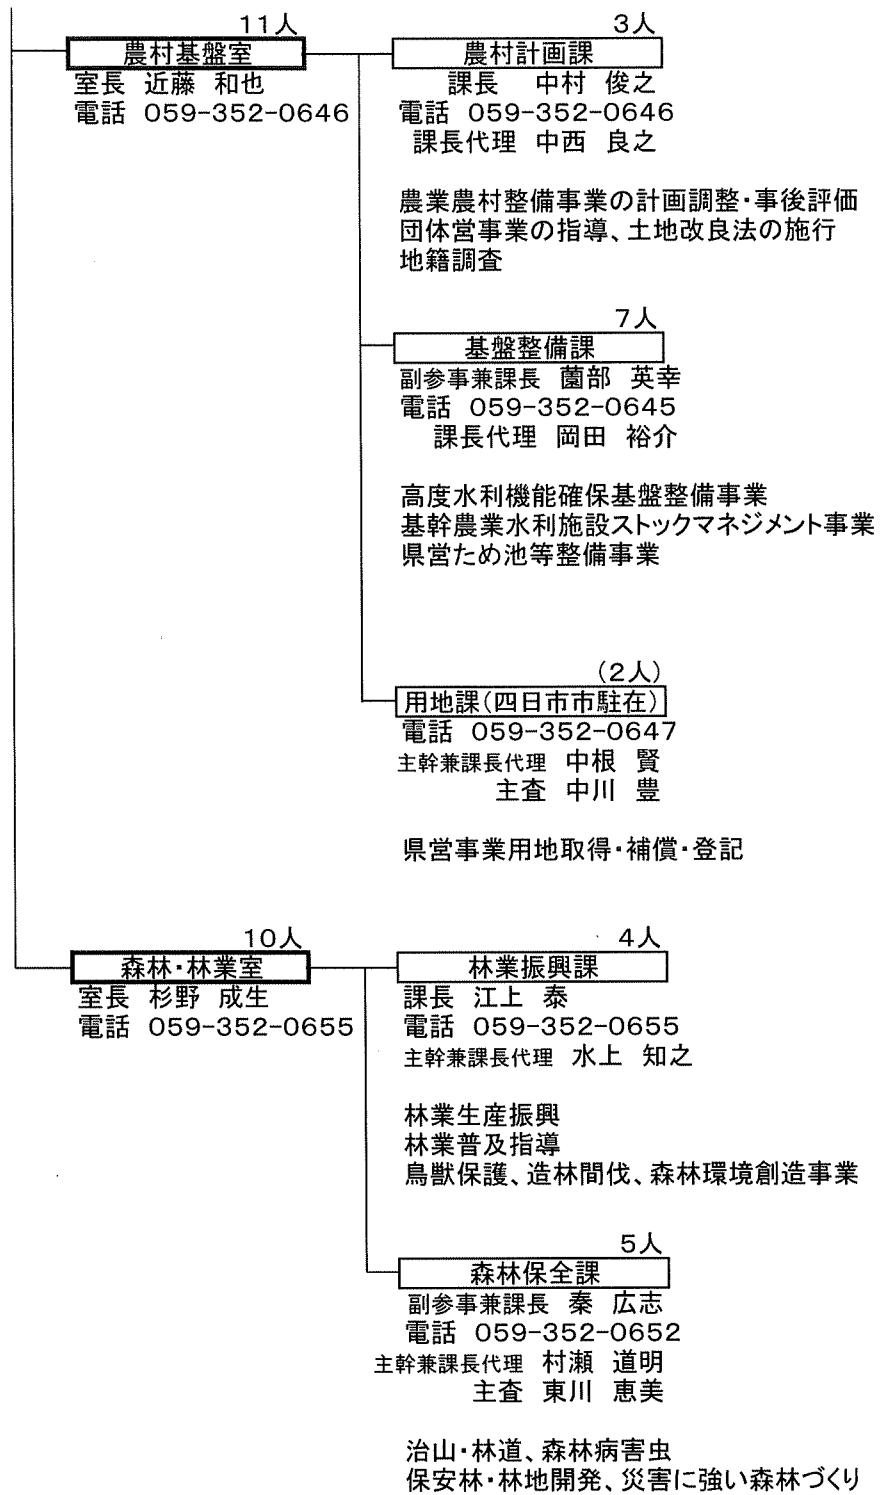 11人
農村基盤室
室長 近藤 和也
電話 059-352-0646
3人
農村計画課
課長 中村 俊之
電話 059-352-0646
課長代理 中西 良之
農業農村整備事業の計画調整・事後評価
団体営事業の指導、土地改良法の施行
地籍調査
7人
基盤整備課
副参事兼課長 薗部 英幸
電話 059-352-0645
課長代理 岡田 裕介
高度水利機能確保基盤整備事業
基幹農業水利施設ストックマネジメント事業
県営ため池等整備事業
(2人)
用地課(四日市市駐在)
電話 059-352-0647
主幹兼課長代理 中根 賢
主査 中川 豊
県営事業用地取得・補償・登記
10人
森林・林業室
室長 杉野 成生
電話 059-352-0655
4人
林業振興課
課長 江上 泰
電話 059-352-0655
主幹兼課長代理 水上 知之
林業生産振興
林業普及指導
鳥獣保護、造林間伐、森林環境創造事業
5人
森林保全課
副参事兼課長 秦 広志
電話 059-352-0652
主幹兼課長代理 村瀬 道明
主査 東川 恵美
治山・林道、森林病害虫
保安林・林地開発、災害に強い森林づくり